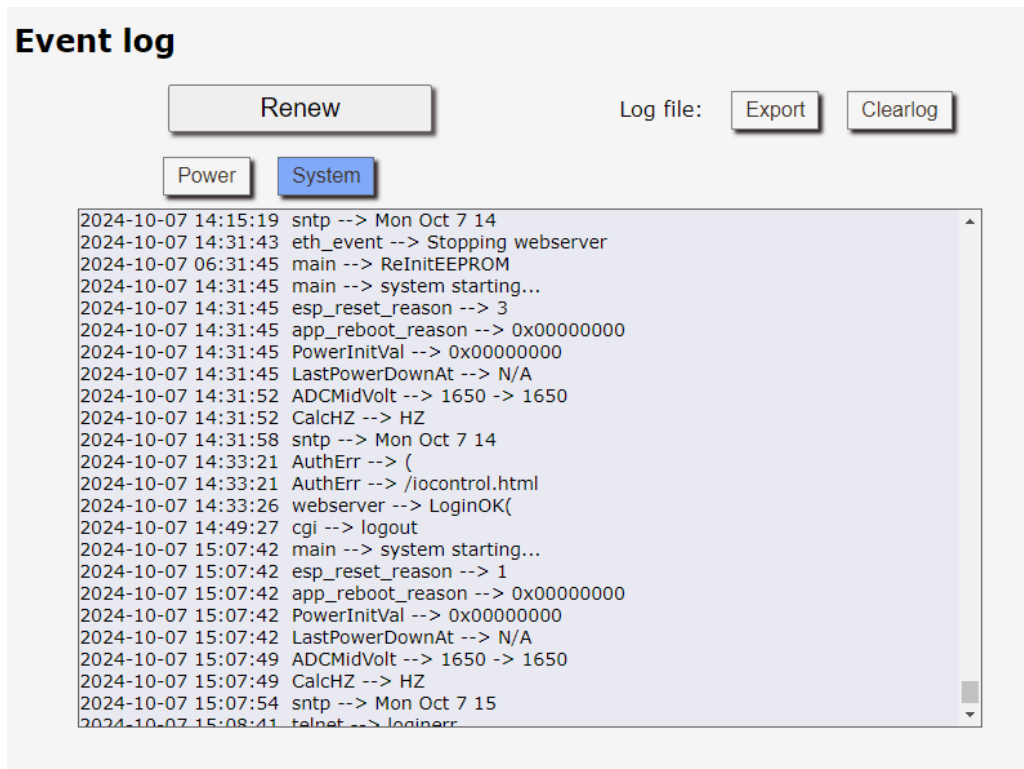 Event log
Renew
Log file: Export Clearlog
Power System
2024-10-07 14:15:19 sntp --> Mon Oct 7 14
2024-10-07 14:31:43 eth_event --> Stopping webserver
2024-10-07 06:31:45 main --> ReInitEEPROM
2024-10-07 14:31:45 main --> system starting...
2024-10-07 14:31:45 esp_reset_reason --> 3
2024-10-07 14:31:45 app_reboot_reason --> 0x00000000
2024-10-07 14:31:45 PowerInitVal --> 0x00000000
2024-10-07 14:31:45 LastPowerDownAt --> N/A
2024-10-07 14:31:52 ADCMidVolt --> 1650 -> 1650
2024-10-07 14:31:52 CalcHZ --> HZ
2024-10-07 14:31:58 sntp --> Mon Oct 7 14
2024-10-07 14:33:21 AuthErr --> (
2024-10-07 14:33:21 AuthErr --> /iocontrol.html
2024-10-07 14:33:26 webserver --> LoginOK(
2024-10-07 14:49:27 cgi --> logout
2024-10-07 15:07:42 main --> system starting...
2024-10-07 15:07:42 esp_reset_reason --> 1
2024-10-07 15:07:42 app_reboot_reason --> 0x00000000
2024-10-07 15:07:42 PowerInitVal --> 0x00000000
2024-10-07 15:07:42 LastPowerDownAt --> N/A
2024-10-07 15:07:49 ADCMidVolt --> 1650 -> 1650
2024-10-07 15:07:49 CalcHZ --> HZ
2024-10-07 15:07:54 sntp --> Mon Oct 7 15
2024-10-07 15:08:41 telnet --> loginerr